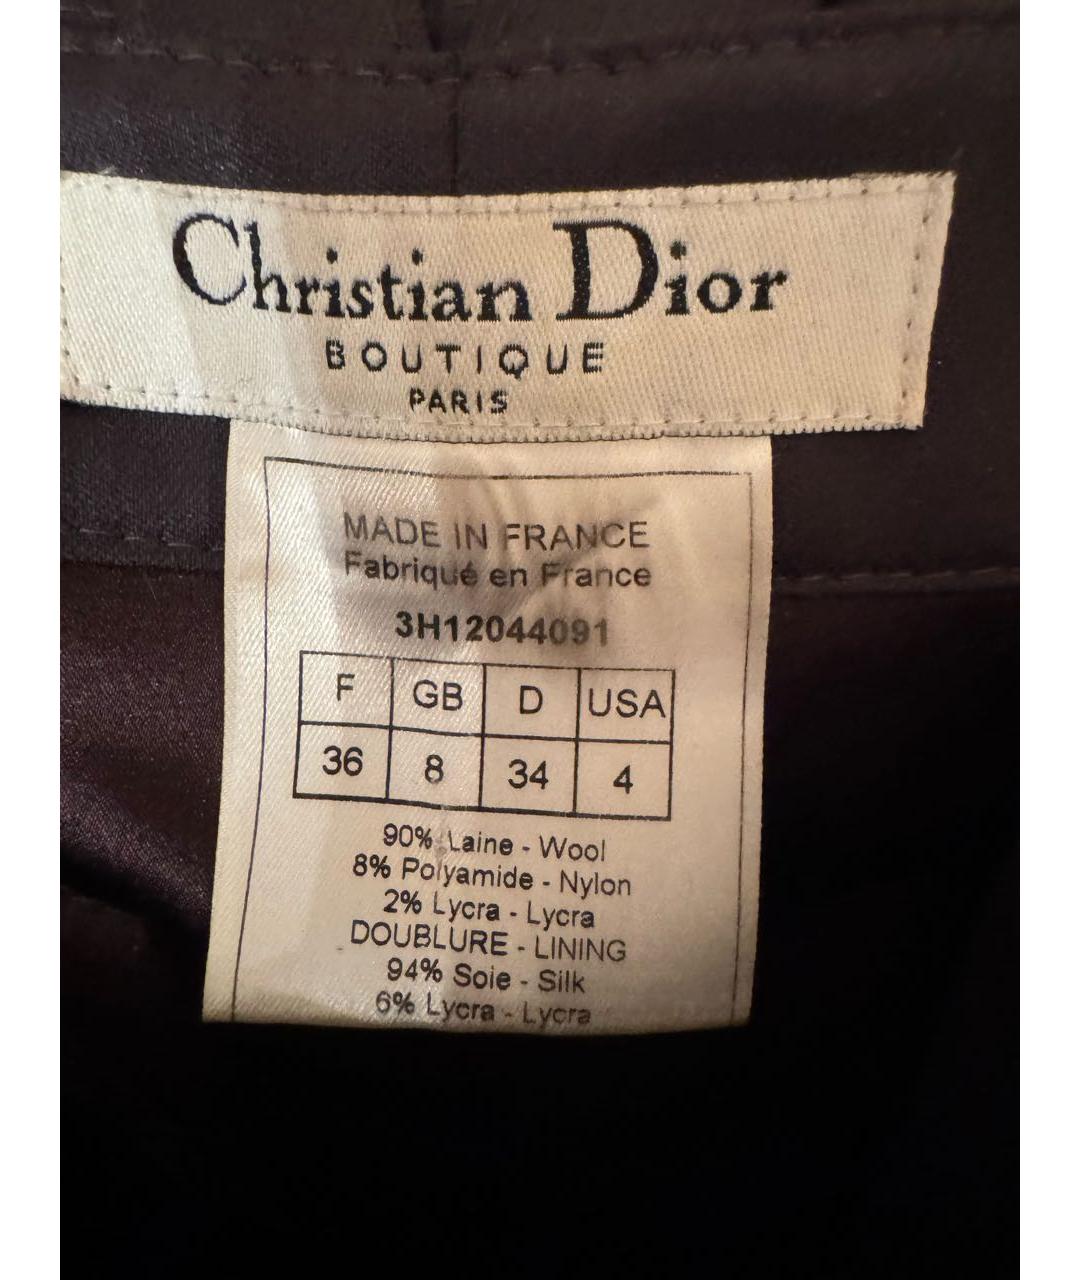 Christian Dior
BOUTIQUE
PARIS
MADE IN FRANCE
Fabriqué en France
3H12044091
F GB D USA
36 8 34 4
90% Laine - Wool
8% Polyamide - Nylon
2% Lycra - Lycra
DOUBLURE - LINING
94% Soie - Silk
6% Lycra - Lycra